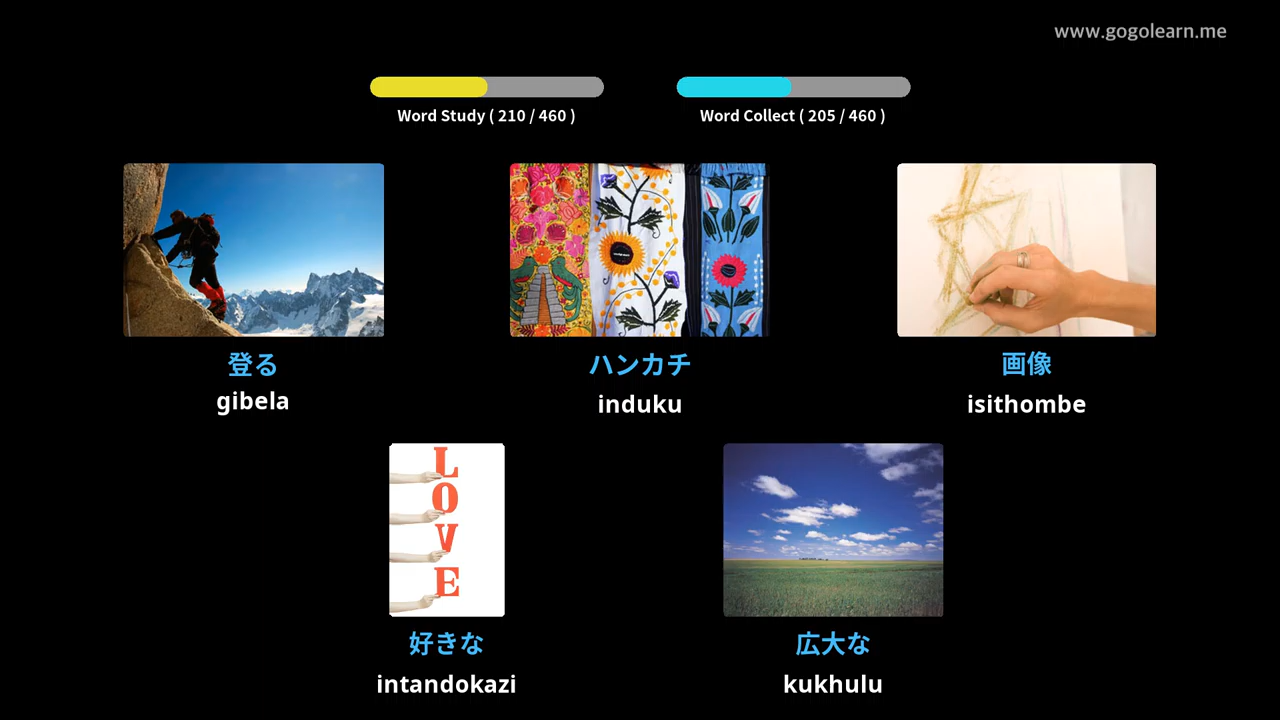 www.gogolearn.me
Word Study ( 210 / 460 )
Word Collect ( 205 / 460 )
登る
gibela
ハンカチ
induku
画像
isithombe
L
O
V
E
好きな
intandokazi
広大な
kukhulu